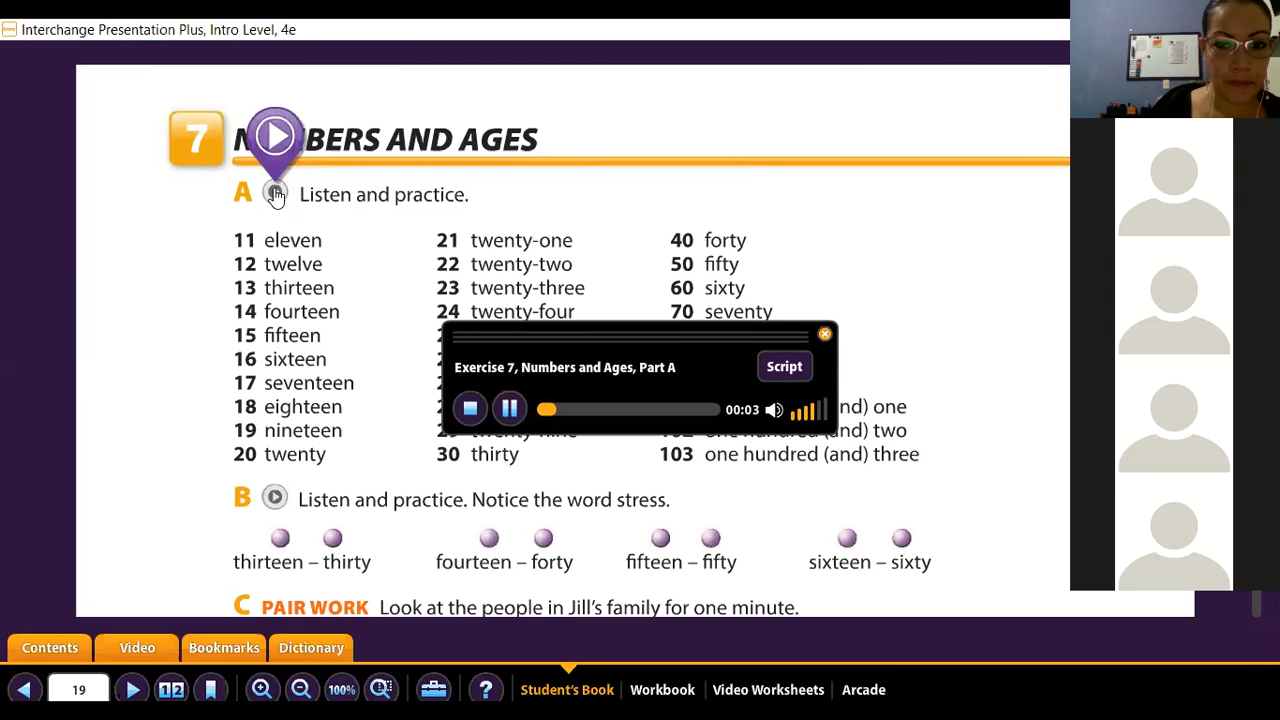 Interchange Presentation Plus, Intro Level, 4e
7 NUMBERS AND AGES
A Listen and practice.
11 eleven 21 twenty-one 40 forty
12 twelve 22 twenty-two 50 fifty
13 thirteen 23 twenty-three 60 sixty
14 fourteen 24 twenty-four 70 seventy
15 fifteen
16 sixteen
17 seventeen
18 eighteen one
19 nineteen one hundred (and) two
20 twenty 30 thirty 103 one hundred (and) three
Exercise 7, Numbers and Ages, Part A Script
00:03
B Listen and practice. Notice the word stress.
thirteen – thirty fourteen – forty fifteen – fifty sixteen – sixty
C PAIR WORK Look at the people in Jill's family for one minute.
Contents Video Bookmarks Dictionary
19 12 100% ? Student's Book Workbook Video Worksheets Arcade